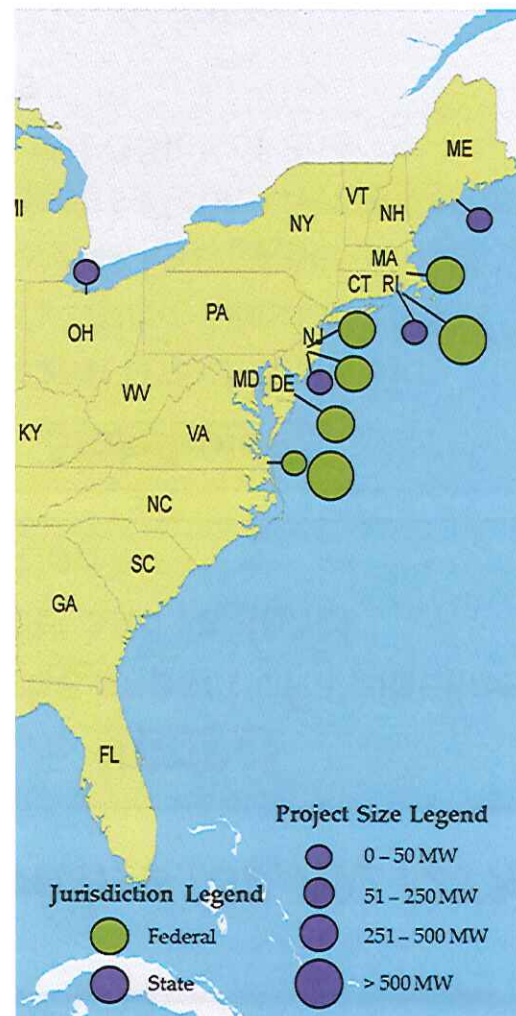 ME
VT
NH
NY
MI
MA
CT RI
PA
OH
NJ
MD DE
WV
VA
KY
NC
SC
GA
FL
Project Size Legend
0 – 50 MW
51 – 250 MW
251 – 500 MW
> 500 MW
Jurisdiction Legend
Federal
State